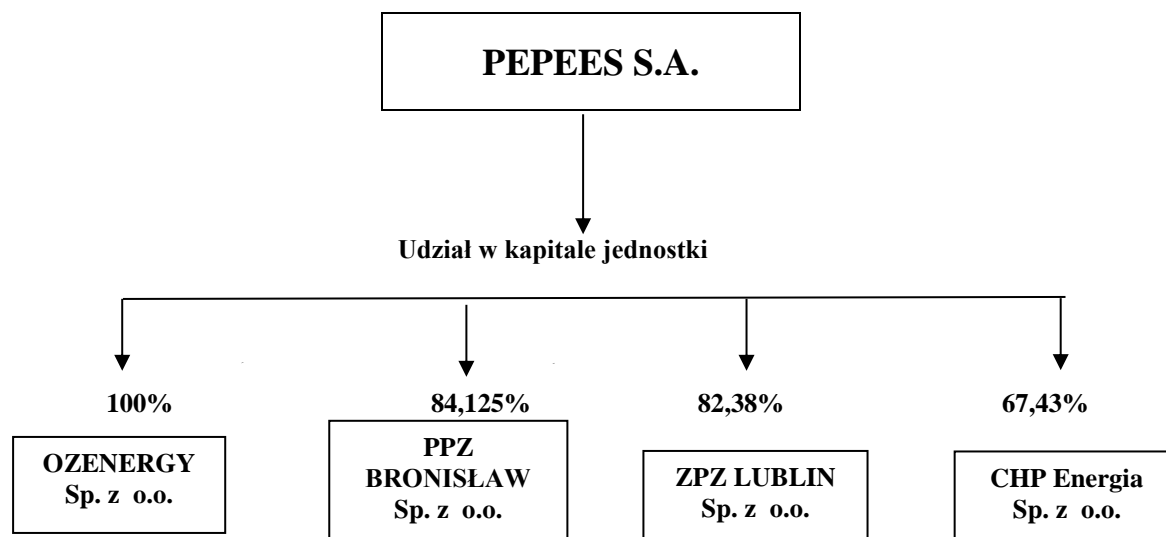 PEPEES S.A.
Udział w kapitale jednostki
100%
84,125%
82,38%
67,43%
OZENERGY
Sp. z o.o.
PPZ
BRONISŁAW
Sp. z o.o.
ZPZ LUBLIN
Sp. z o.o.
CHP Energia
Sp. z o.o.